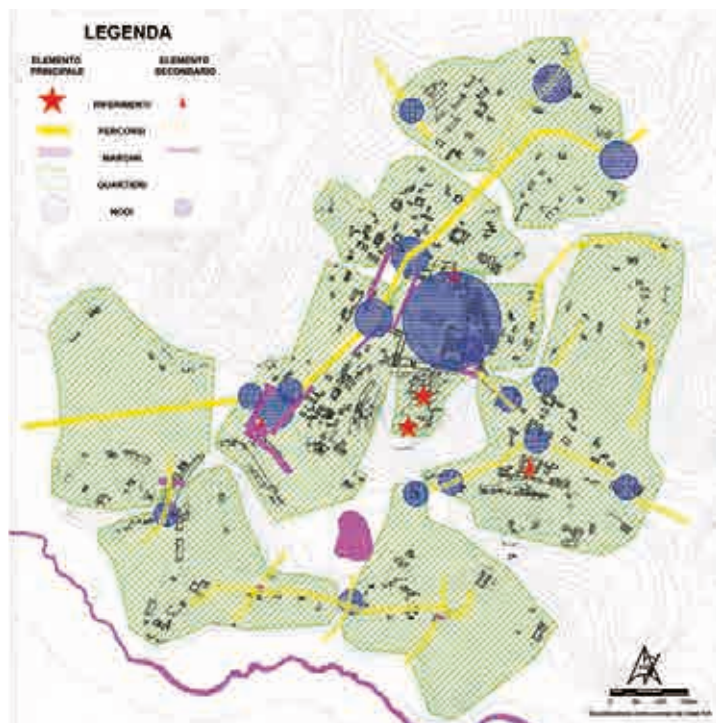 LEGENDA
ELEMENTO PRINCIPALE
ELEMENTO SECONDARIO
RIFERIMENTI
PERCORSI
MARGINI
QUARTIERI
NODI